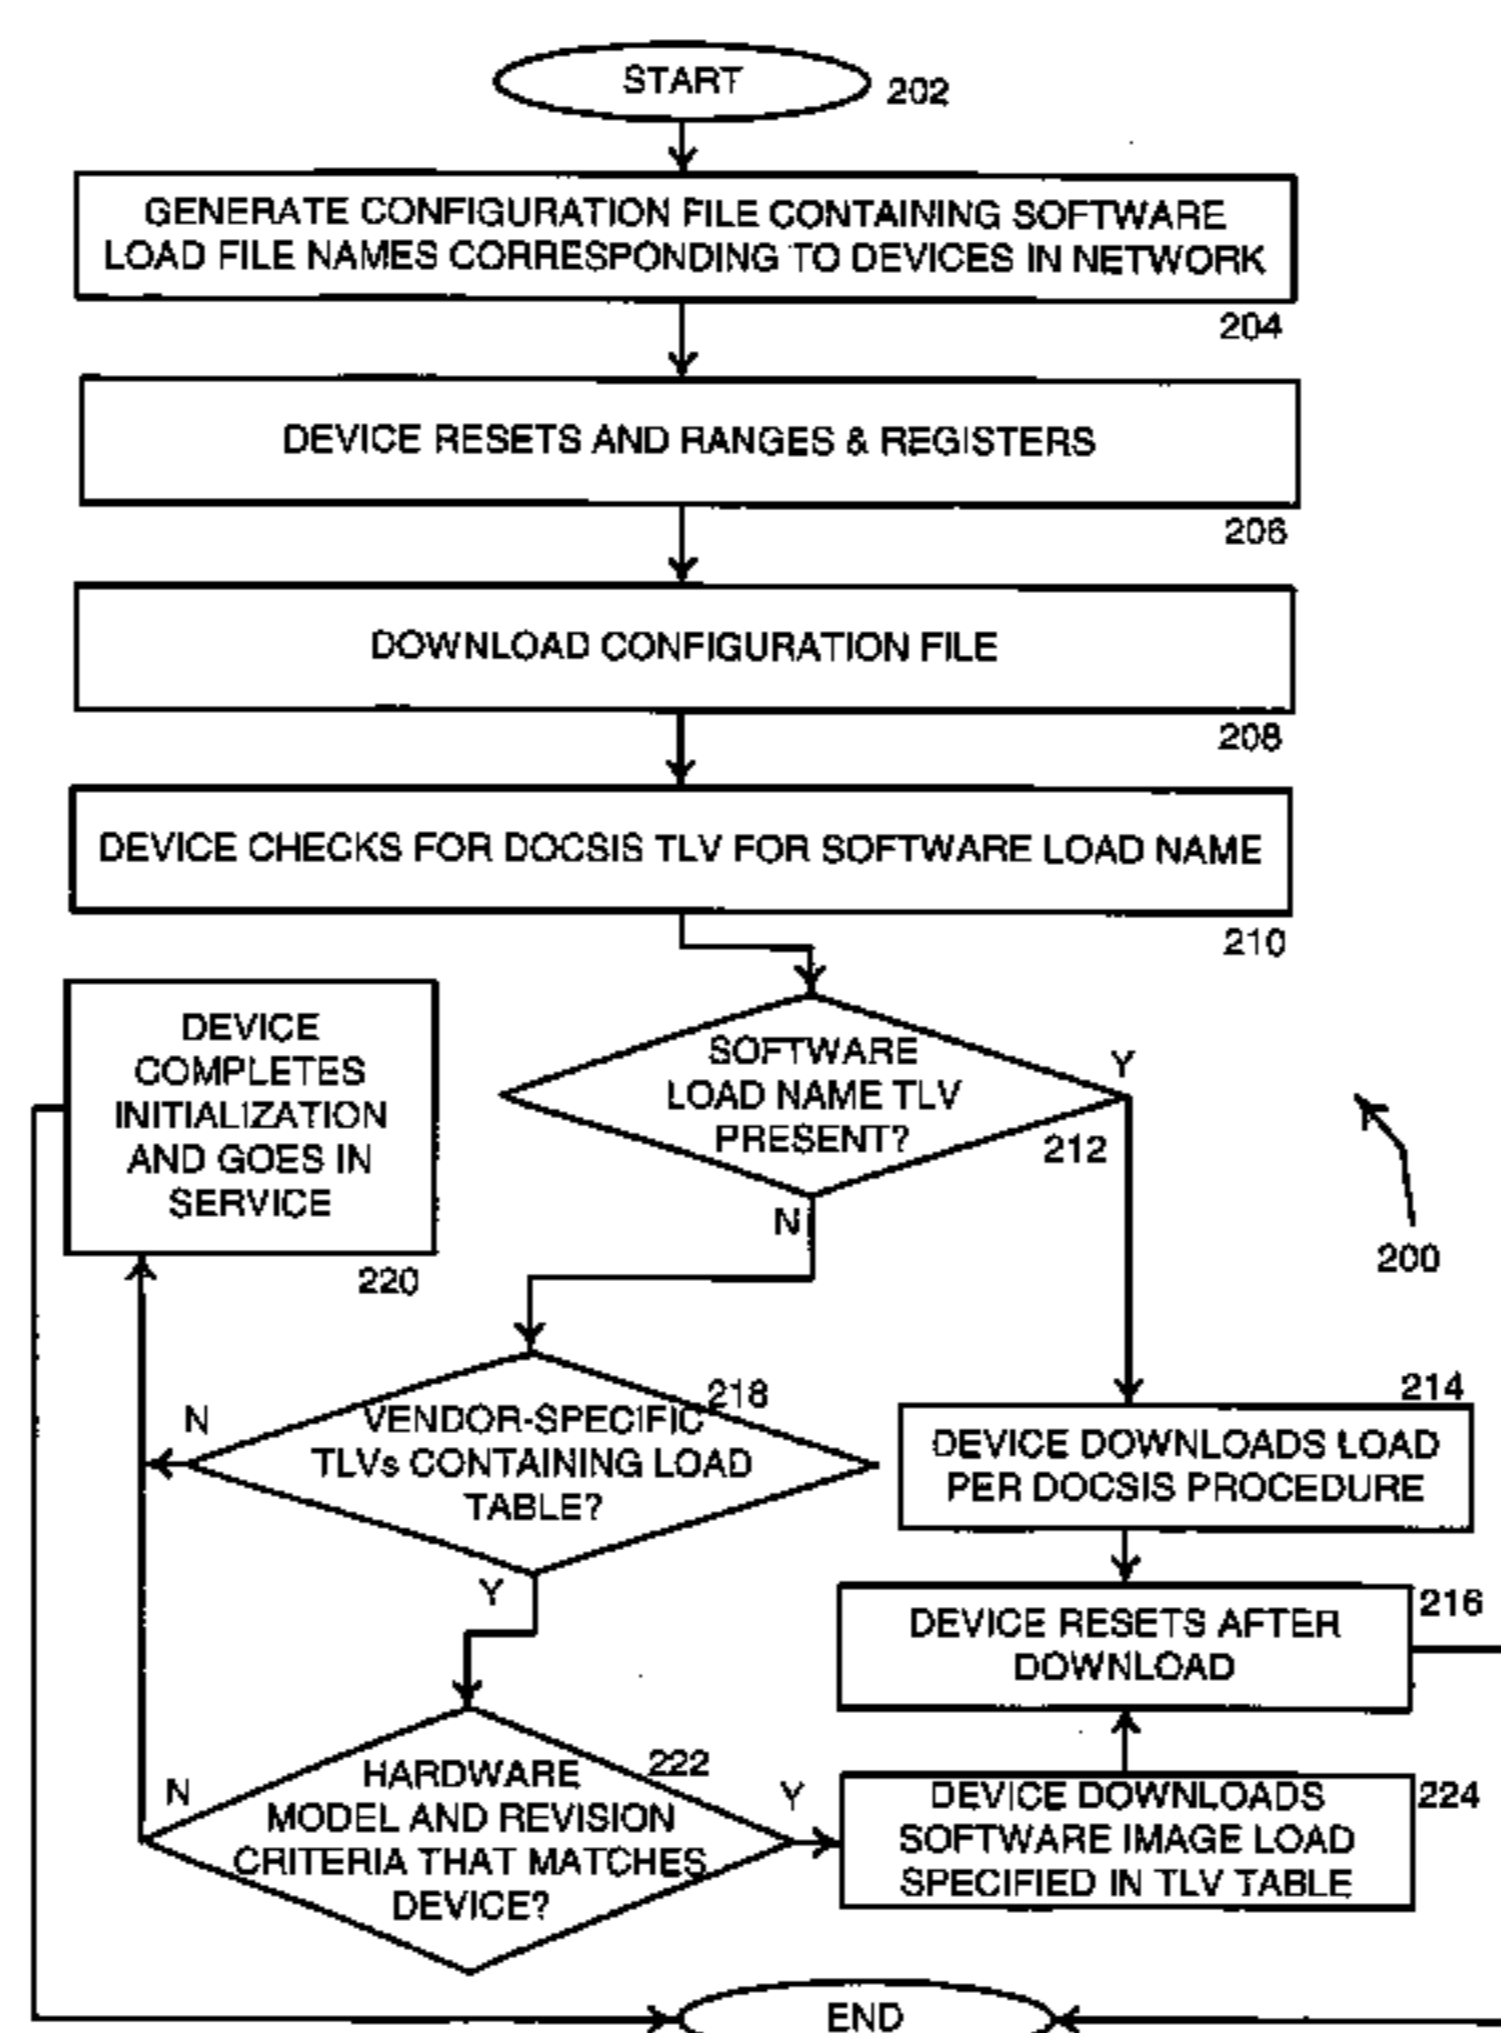 START
202
GENERATE CONFIGURATION FILE CONTAINING SOFTWARE
LOAD FILE NAMES CORRESPONDING TO DEVICES IN NETWORK
204
DEVICE RESETS AND RANGES & REGISTERS
206
DOWNLOAD CONFIGURATION FILE
208
DEVICE CHECKS FOR DOCSIS TLV FOR SOFTWARE LOAD NAME
210
DEVICE
COMPLETES
INITIALIZATION
AND GOES IN
SERVICE
220
SOFTWARE
LOAD NAME TLV
PRESENT?
Y
212
N
200
218
N
VENDOR-SPECIFIC
TLVs CONTAINING LOAD
TABLE?
Y
214
DEVICE DOWNLOADS LOAD
PER DOCSIS PROCEDURE
216
DEVICE RESETS AFTER
DOWNLOAD
222
N
HARDWARE
MODEL AND REVISION
CRITERIA THAT MATCHES
DEVICE?
Y
224
DEVICE DOWNLOADS
SOFTWARE IMAGE LOAD
SPECIFIED IN TLV TABLE
END